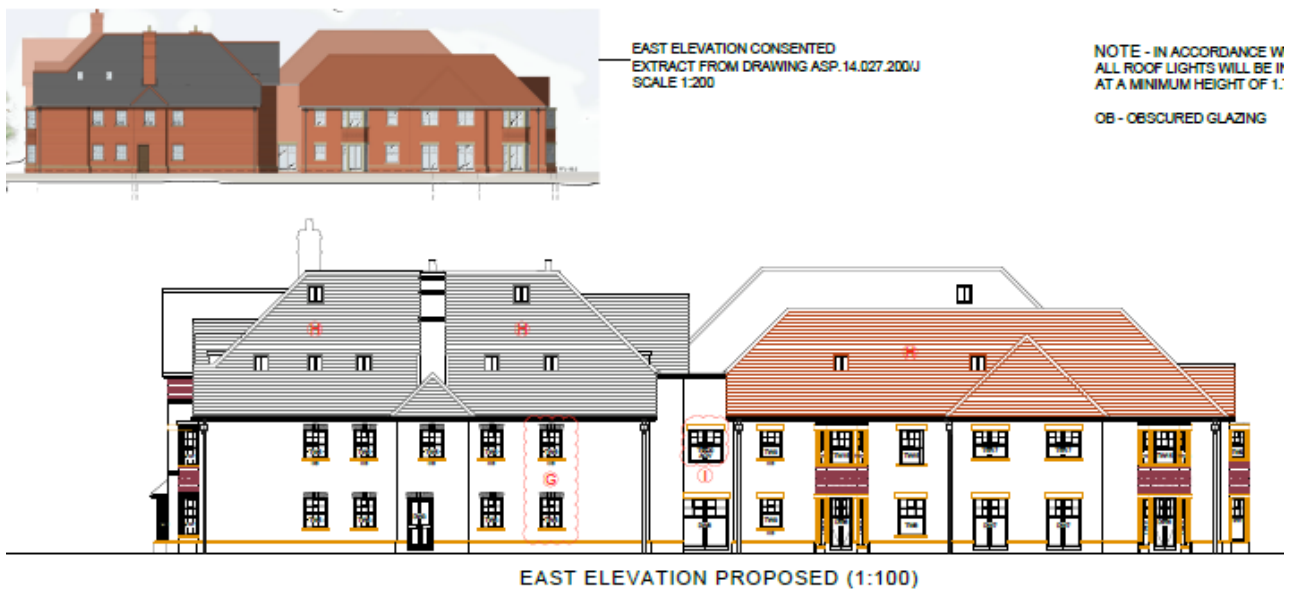 EAST ELEVATION CONSENTED
EXTRACT FROM DRAWING ASP.14.027.200/J
SCALE 1:200
NOTE - IN ACCORDANCE W
ALL ROOF LIGHTS WILL BE IN
AT A MINIMUM HEIGHT OF 1.
OB - OBSCURED GLAZING
H
H
H
G
I
EAST ELEVATION PROPOSED (1:100)